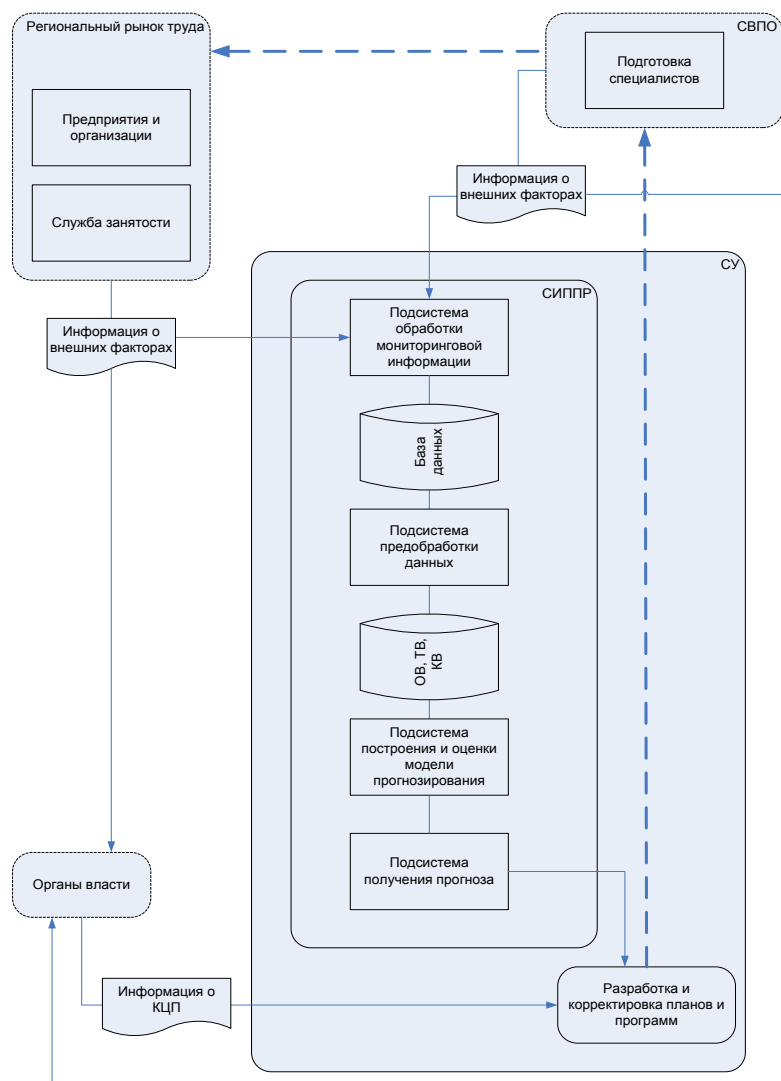 Региональный рынок труда
СВПО
Подготовка
специалистов
Предприятия и
организации
Служба занятости
Информация о
внешних факторах
СУ
СИППР
Подсистема
обработки
мониторинговой
информации
Информация о
внешних факторах
База
данных
Подсистема
предобработки
данных
ОВ, ТВ,
КВ
Подсистема
построения и оценки
модели
прогнозирования
Подсистема
получения прогноза
Органы власти
Информация о
КЦП
Разработка и
корректировка планов и
программ